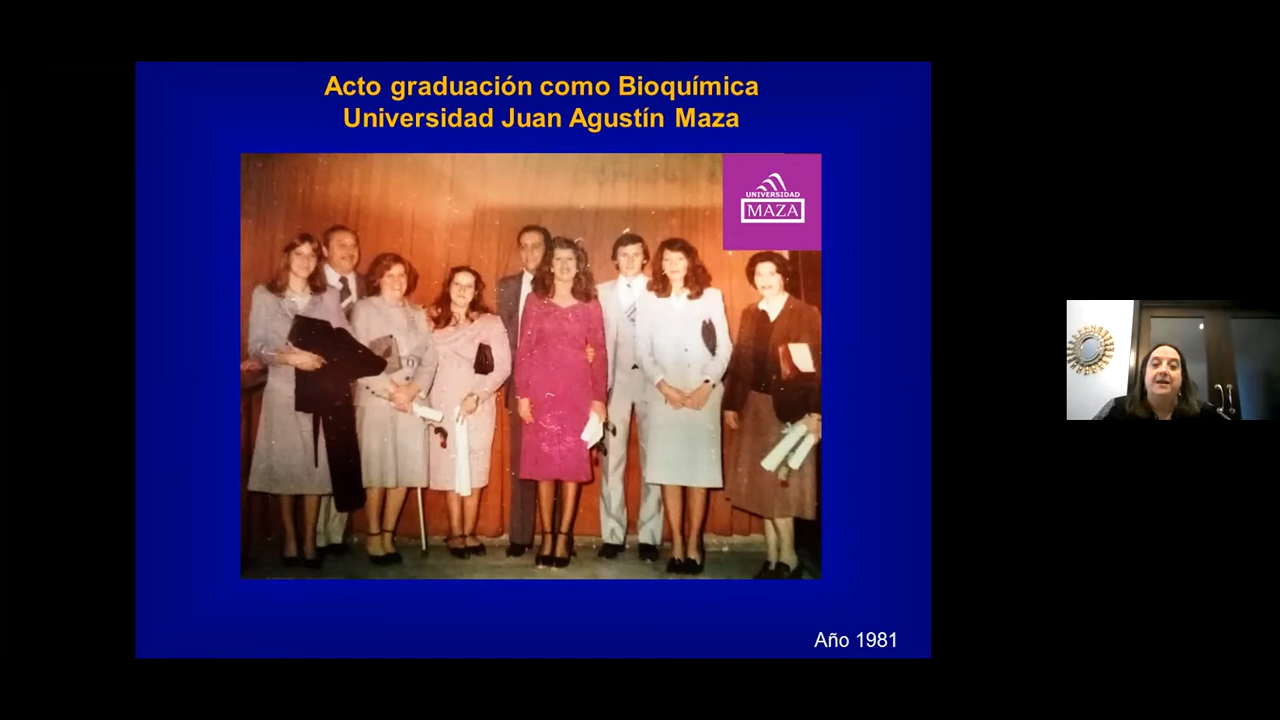 Acto graduación como Bioquímica
Universidad Juan Agustín Maza
UNIVERSIDAD
MAZA
Año 1981